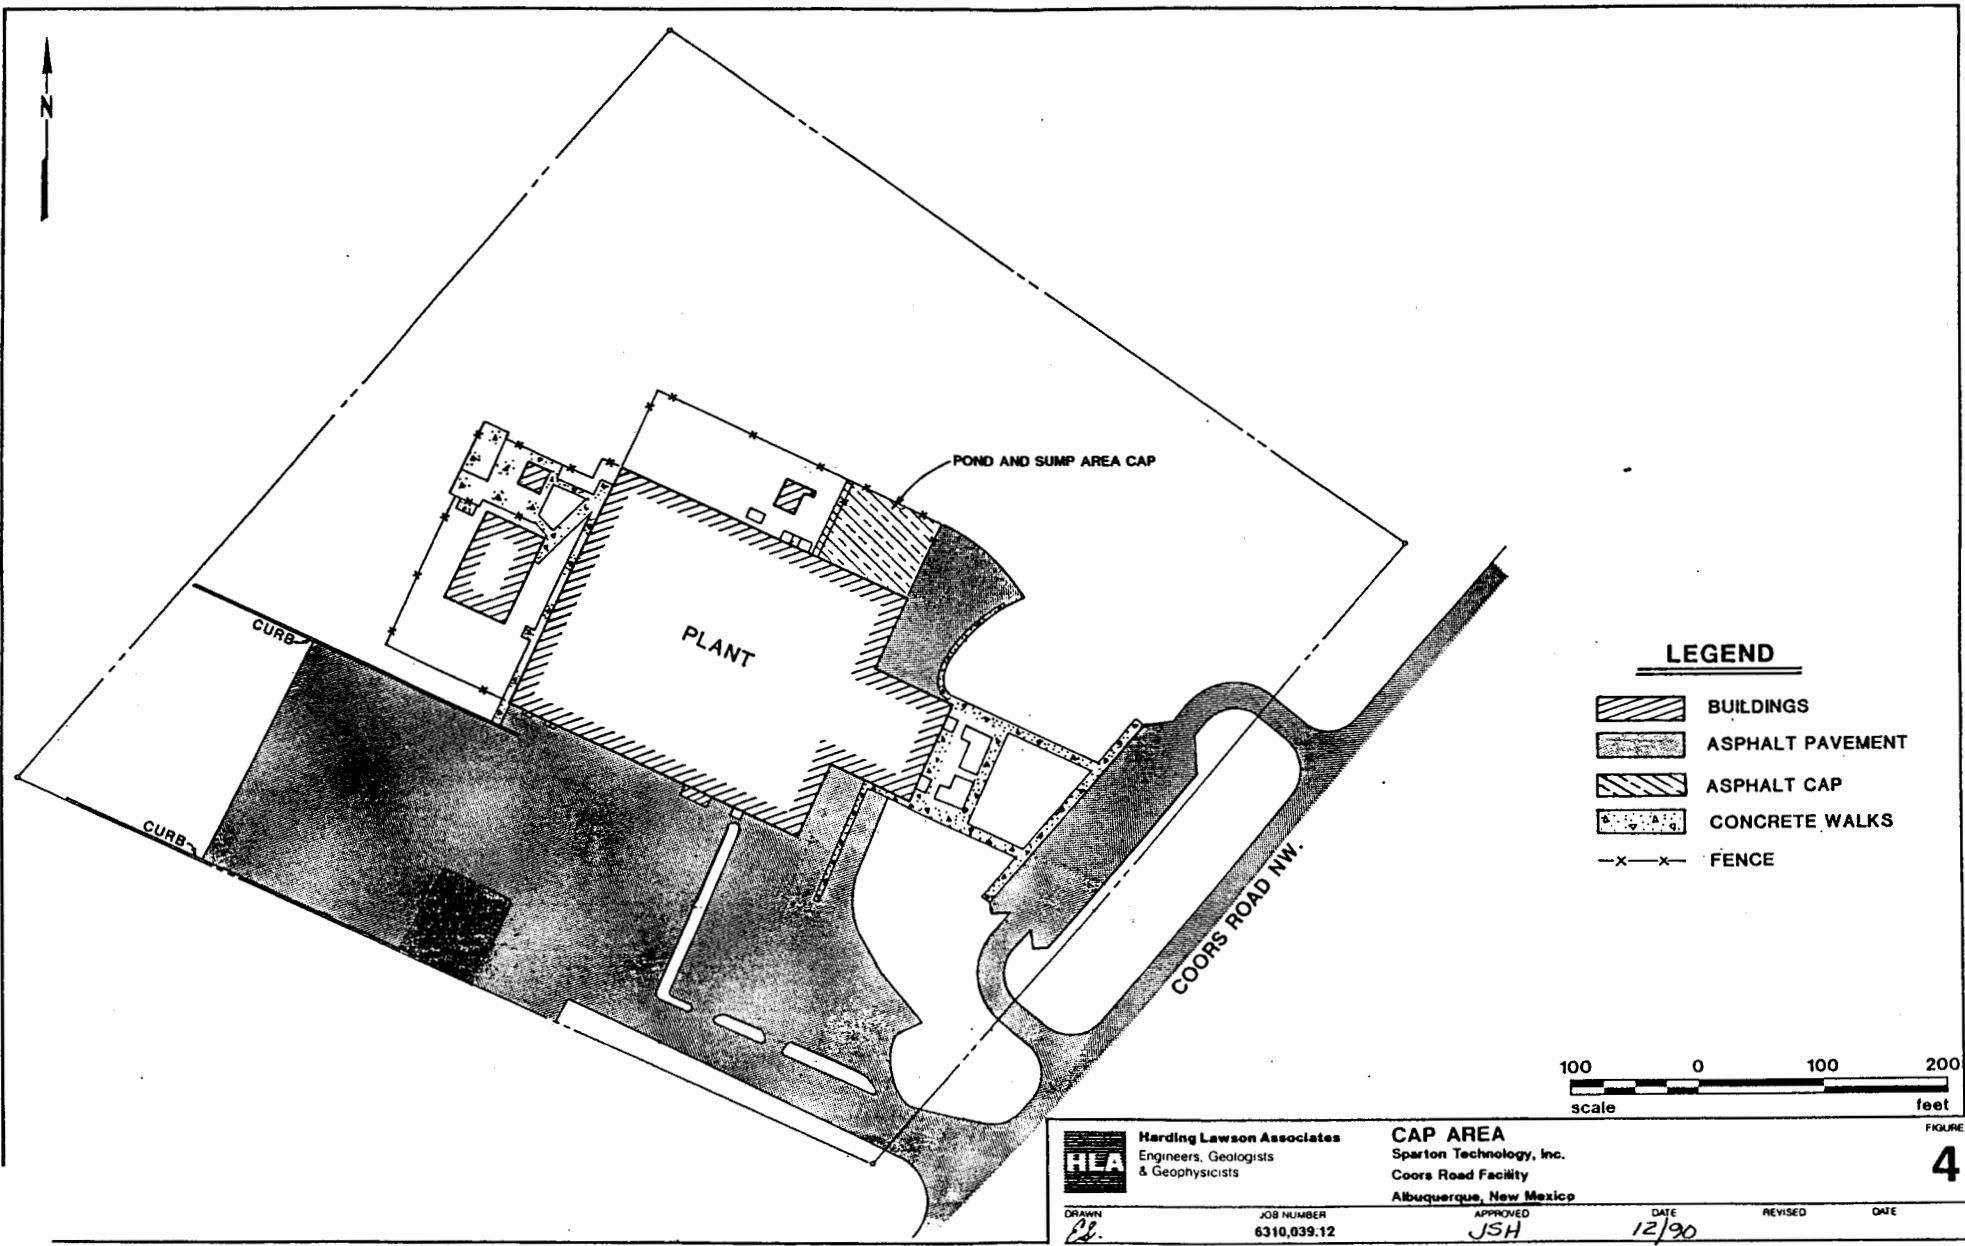 N
POND AND SUMP AREA CAP
CURB
PLANT
CURB
COORS ROAD NW.
LEGEND
BUILDINGS
ASPHALT PAVEMENT
ASPHALT CAP
CONCRETE WALKS
—x—x— FENCE
100 0 100 200
scale feet
HLA
Harding Lawson Associates
Engineers, Geologists
& Geophysicists
CAP AREA
Sparton Technology, Inc.
Coors Road Facility
Albuquerque, New Mexico
FIGURE
4
DRAWN JOB NUMBER APPROVED DATE REVISED DATE
6310,039.12 JSH 12/90